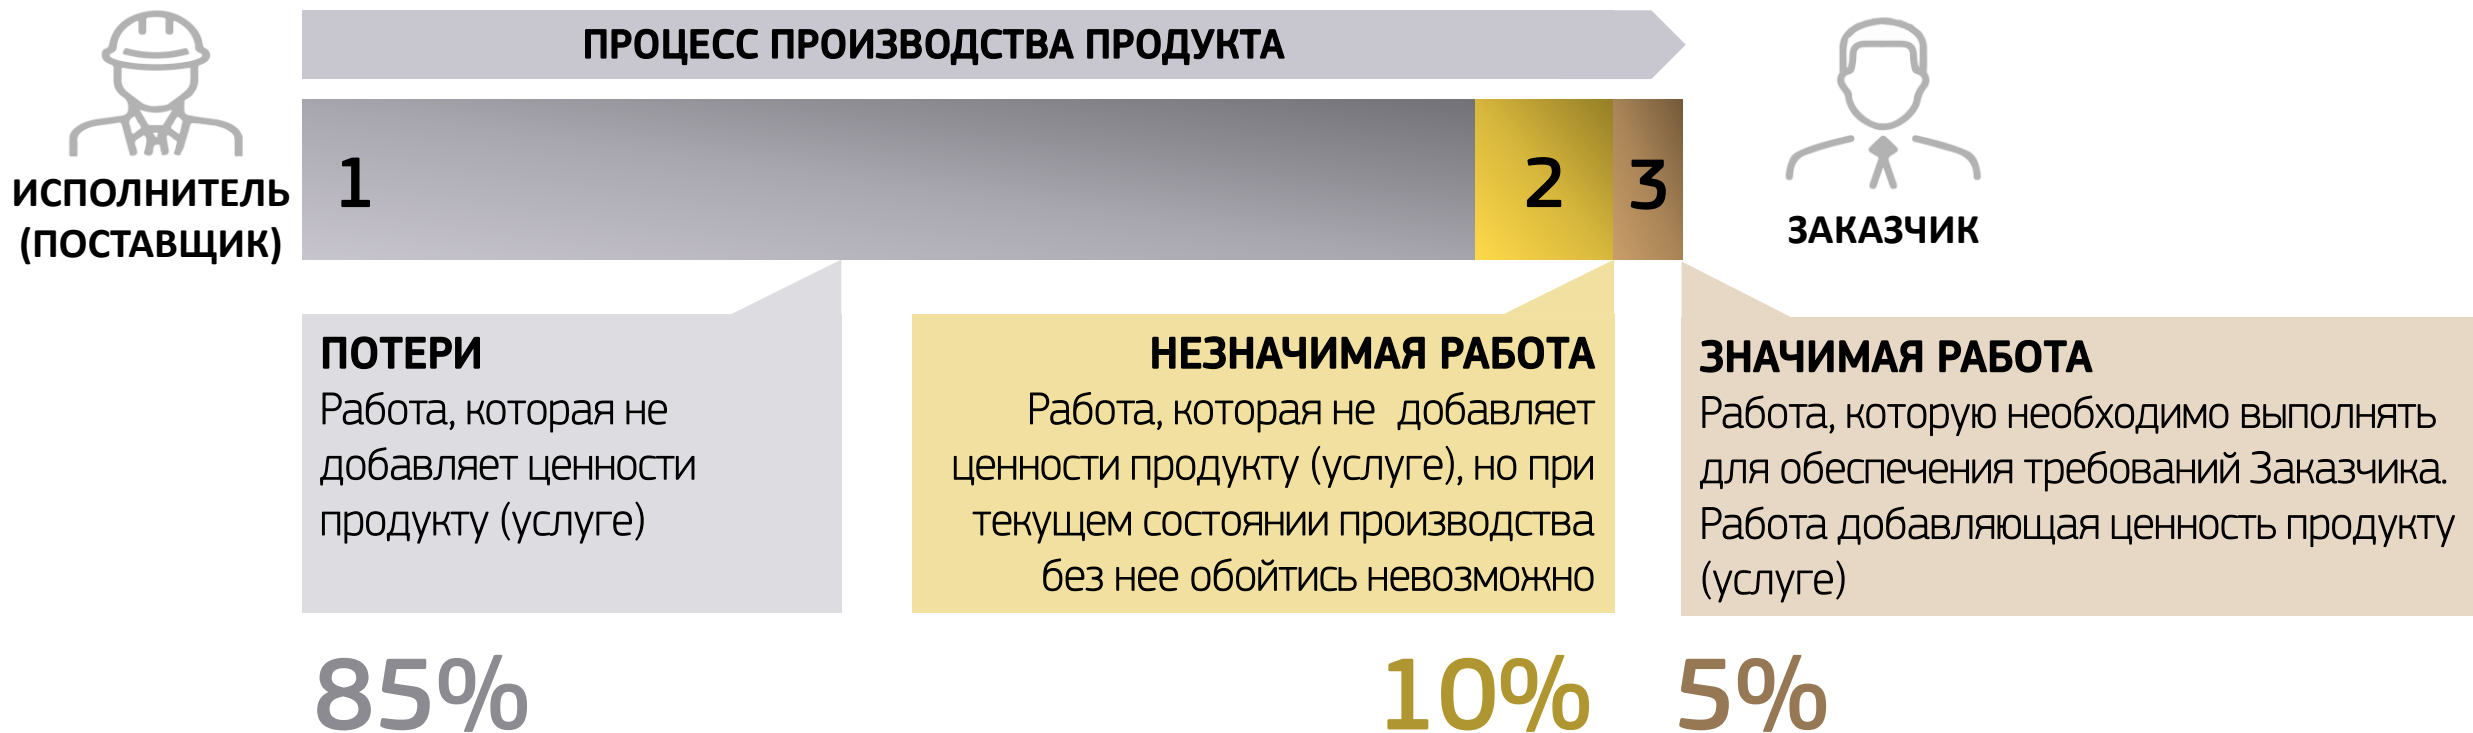 ПРОЦЕСС ПРОИЗВОДСТВА ПРОДУКТА
ИСПОЛНИТЕЛЬ
(ПОСТАВЩИК)
1
2
3
ЗАКАЗЧИК
ПОТЕРИ
Работа, которая не
добавляет ценности
продукту (услуге)
85%
НЕЗНАЧИМАЯ РАБОТА
Работа, которая не добавляет
ценности продукту (услуге), но при
текущем состоянии производства
без нее обойтись невозможно
10%
ЗНАЧИМАЯ РАБОТА
Работа, которую необходимо выполнять
для обеспечения требований Заказчика.
Работа добавляющая ценность продукту
(услуге)
5%